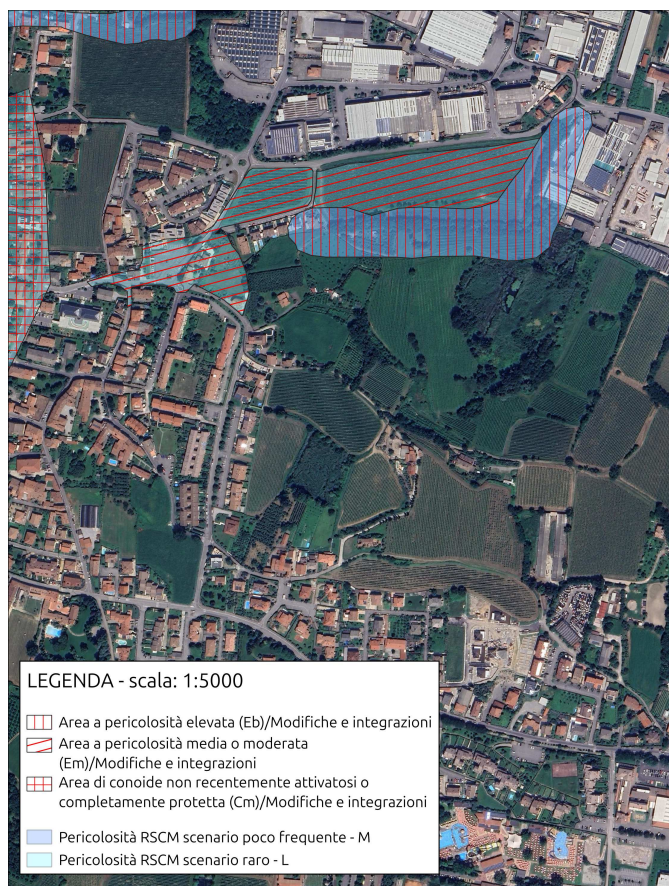 LEGENDA - scala: 1:5000
Area a pericolosità elevata (Eb)/Modifiche e integrazioni
Area a pericolosità media o moderata
(Em)/Modifiche e integrazioni
Area di conoide non recentemente attivatosi o
completamente protetta (Cm)/Modifiche e integrazioni
Pericolosità RSCM scenario poco frequente - M
Pericolosità RSCM scenario raro - L